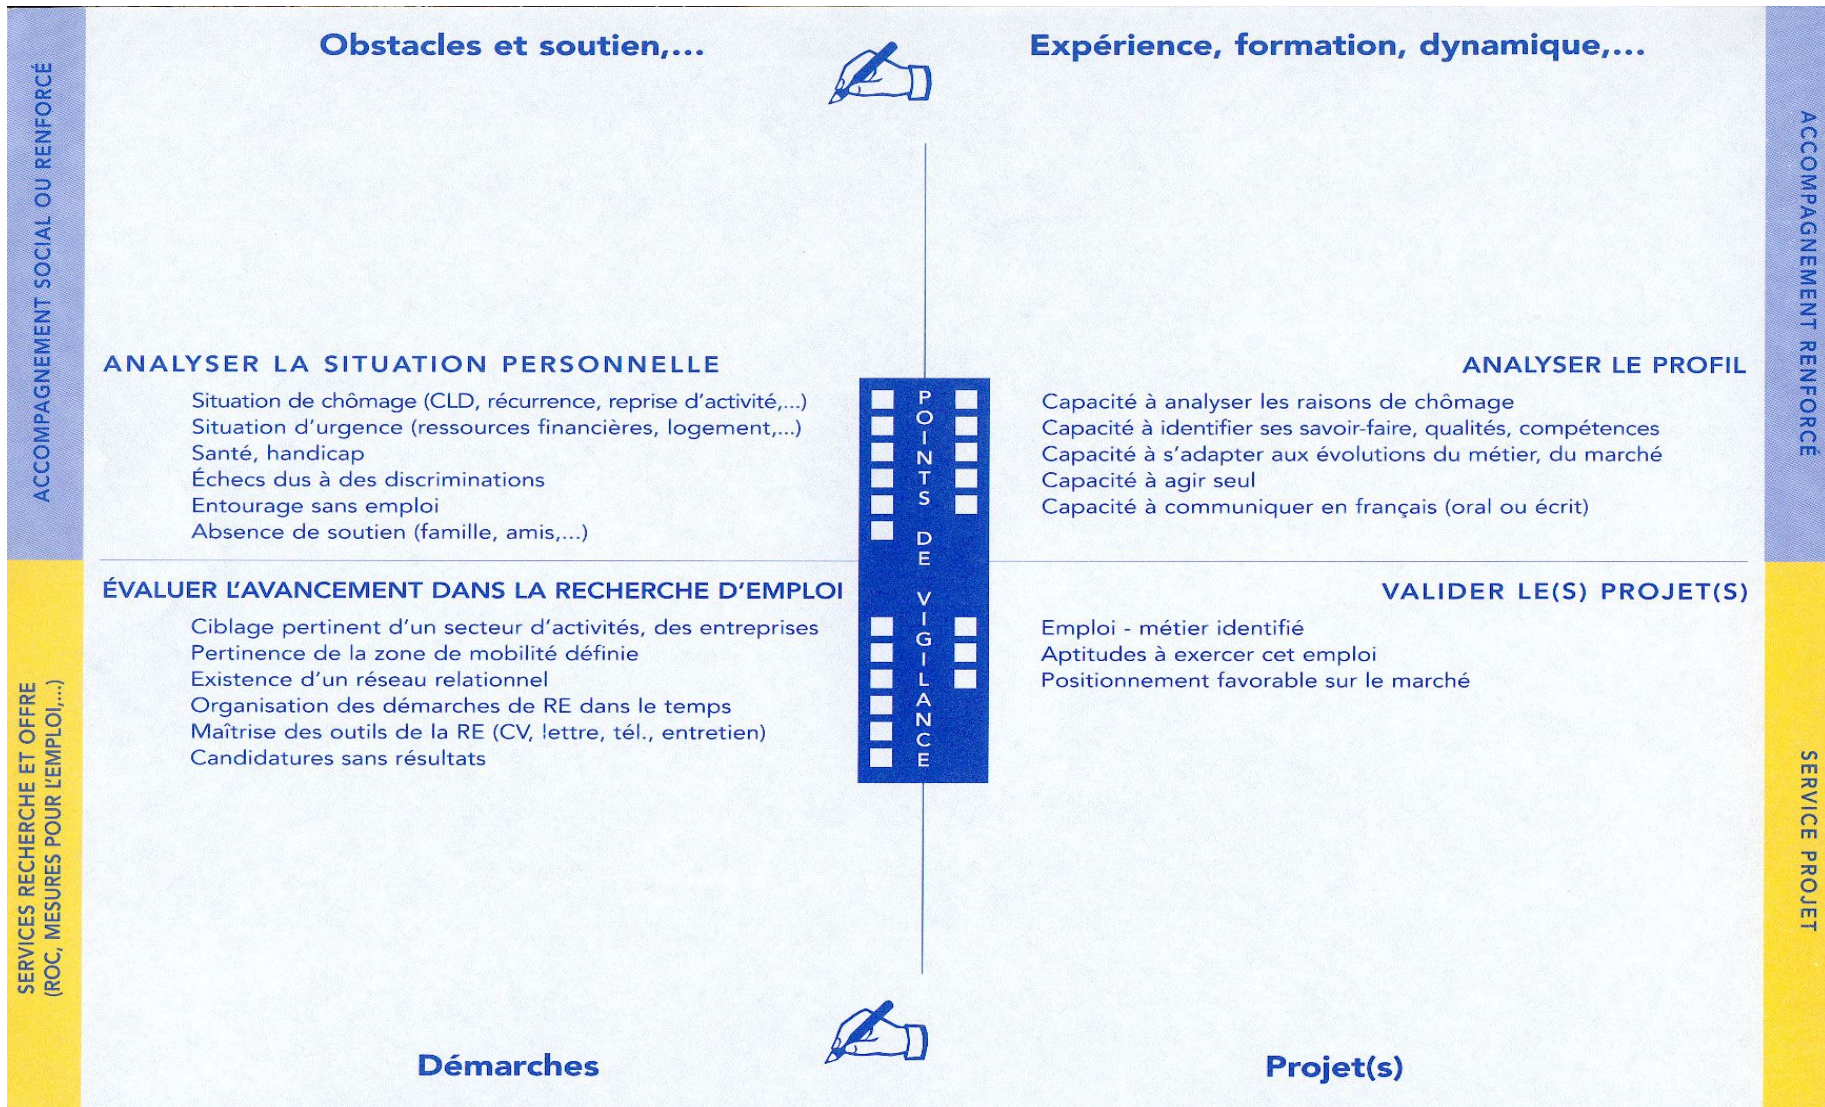 Obstacles et soutien,...
Expérience, formation, dynamique,...
ACCOMPAGNEMENT SOCIAL OU RENFORCÉ
ANALYSER LA SITUATION PERSONNELLE
Situation de chômage (CLD, récurrence, reprise d'activité,...)
Situation d'urgence (ressources financières, logement,...)
Santé, handicap
Échecs dus à des discriminations
Entourage sans emploi
Absence de soutien (famille, amis,...)
ANALYSER LE PROFIL
Capacité à analyser les raisons de chômage
Capacité à identifier ses savoir-faire, qualités, compétences
Capacité à s'adapter aux évolutions du métier, du marché
Capacité à agir seul
Capacité à communiquer en français (oral ou écrit)
ACCOMPAGNEMENT RENFORCÉ
POINTS DE VIGILANCE
SERVICES RECHERCHE ET OFFRE
(ROC, MESURES POUR L'EMPLOI,...)
ÉVALUER L'AVANCEMENT DANS LA RECHERCHE D'EMPLOI
Ciblage pertinent d'un secteur d'activités, des entreprises
Pertinence de la zone de mobilité définie
Existence d'un réseau relationnel
Organisation des démarches de RE dans le temps
Maîtrise des outils de la RE (CV, lettre, tél., entretien)
Candidatures sans résultats
VALIDER LE(S) PROJET(S)
Emploi - métier identifié
Aptitudes à exercer cet emploi
Positionnement favorable sur le marché
SERVICE PROJET
Démarches
Projet(s)